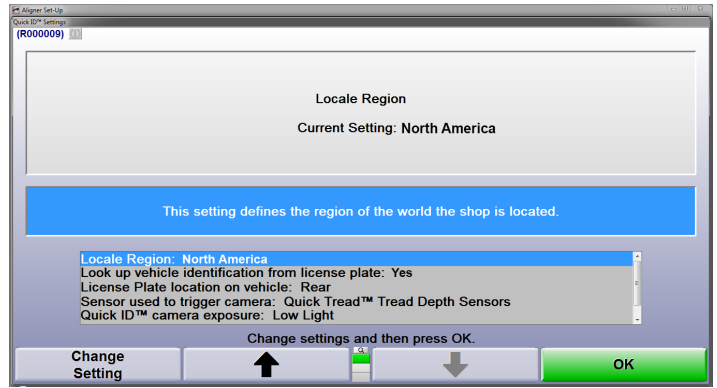 Aligner Set-Up
Quick ID™ Settings
(R000009)
Locale Region
Current Setting: North America
This setting defines the region of the world the shop is located.
Locale Region: North America
Look up vehicle identification from license plate: Yes
License Plate location on vehicle: Rear
Sensor used to trigger camera: Quick Tread™ Tread Depth Sensors
Quick ID™ camera exposure: Low Light
Change settings and then press OK.
Change
Setting
OK